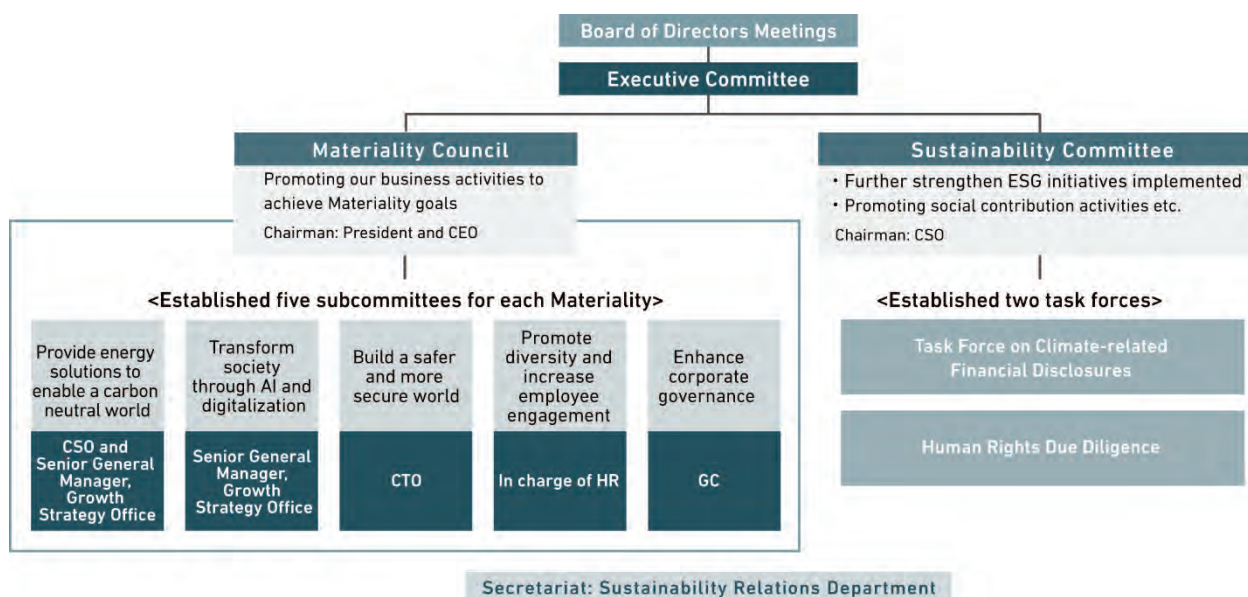 Board of Directors Meetings
Executive Committee
Materiality Council
Promoting our business activities to
achieve Materiality goals
Chairman: President and CEO
Sustainability Committee
・Further strengthen ESG initiatives implemented
・Promoting social contribution activities etc.
Chairman: CSO
<Established five subcommittees for each Materiality>
Provide energy
solutions to
enable a carbon
neutral world
CSO and
Senior General
Manager,
Growth
Strategy Office
Transform
society
through AI and
digitalization
Senior General
Manager,
Growth
Strategy Office
Build a safer
and more
secure world
CTO
Promote
diversity and
increase
employee
engagement
In charge of HR
Enhance
corporate
governance
GC
<Established two task forces>
Task Force on Climate-related
Financial Disclosures
Human Rights Due Diligence
Secretariat: Sustainability Relations Department